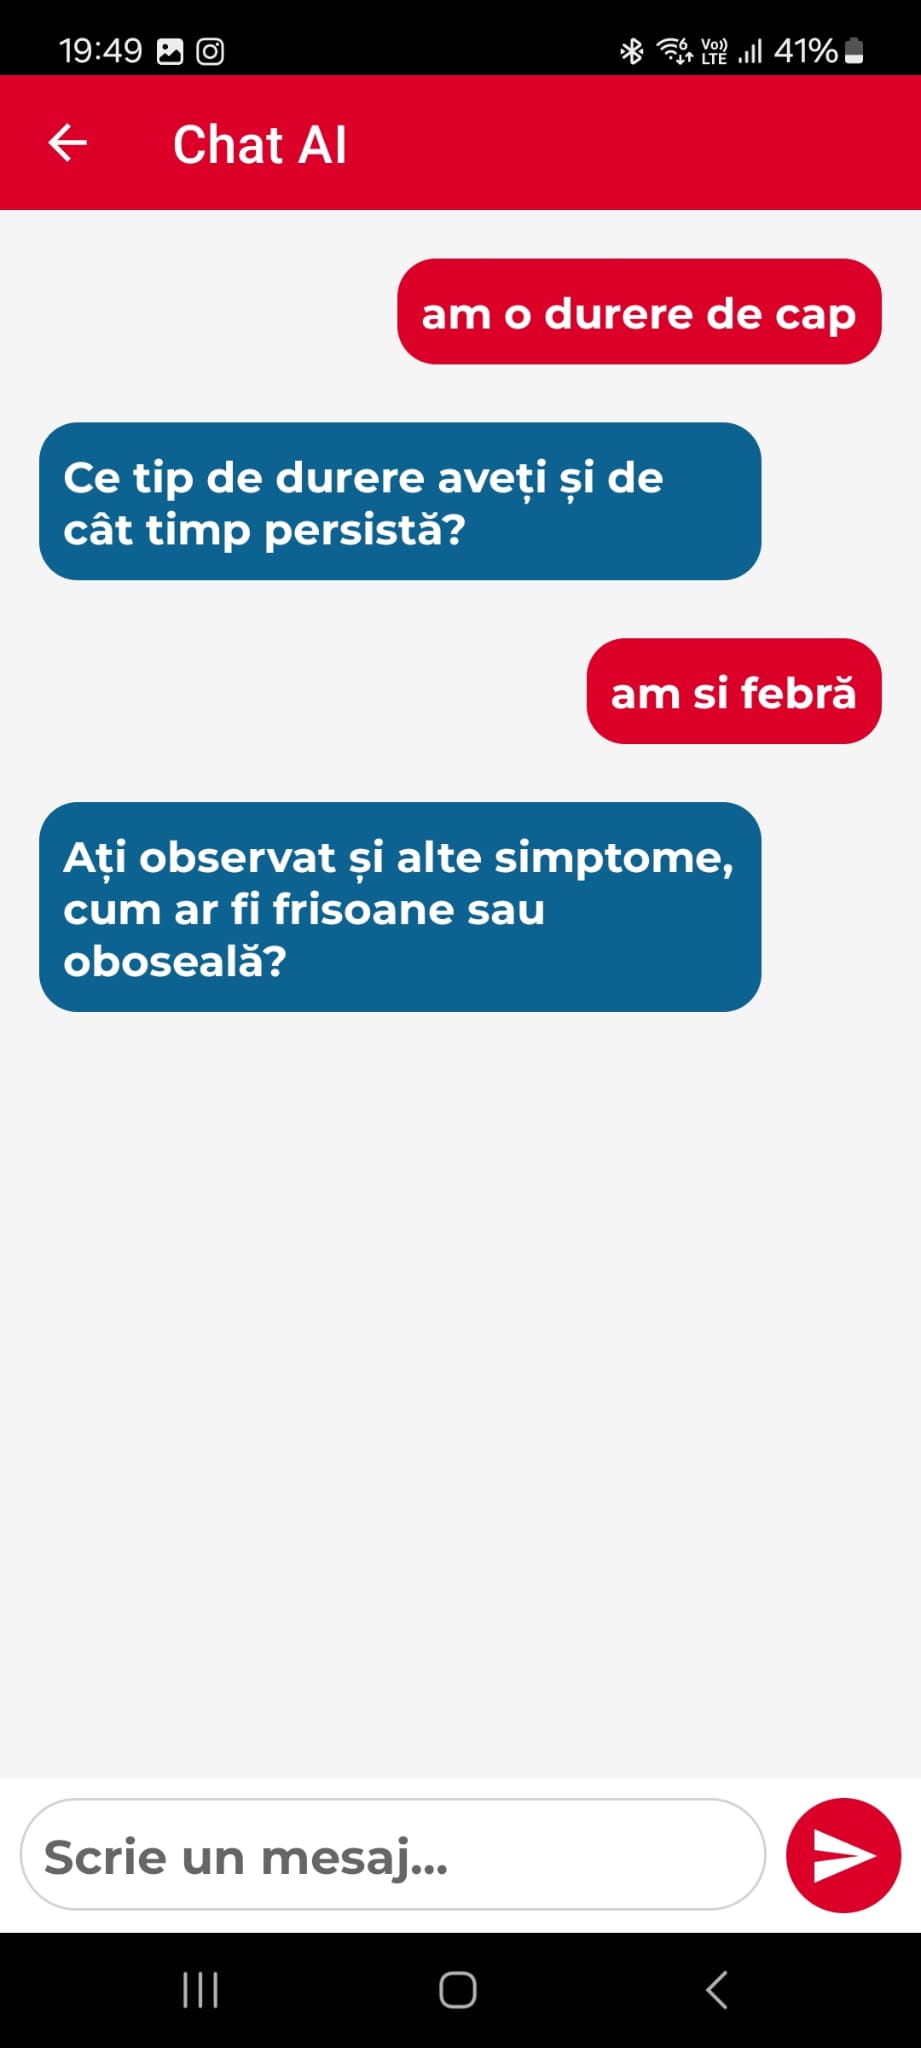 19:49
6 Vo)) LTE 41%
Chat AI
am o durere de cap
Ce tip de durere aveți și de
cât timp persistă?
am si febră
Ați observat și alte simptome,
cum ar fi frisoane sau
oboseală?
Scrie un mesaj...